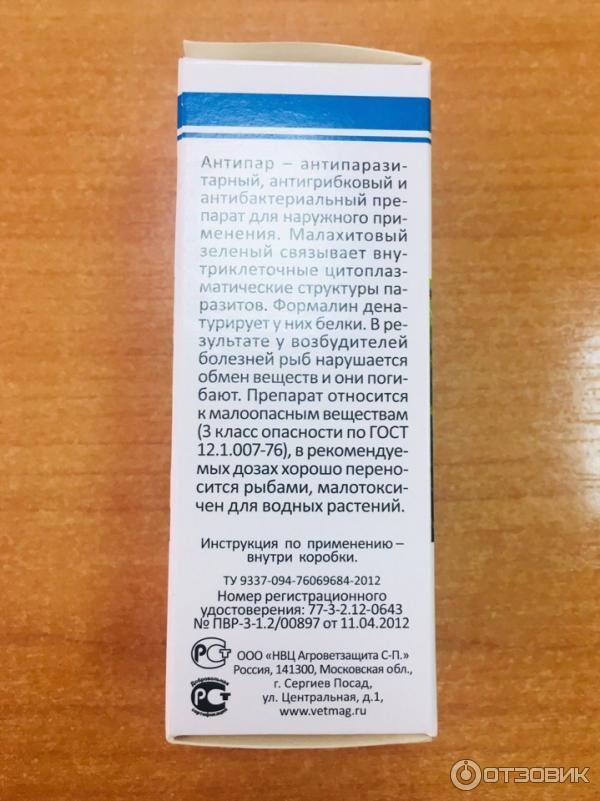 Антипар – антипарази-
тарный, антигрибковый и
антибактериальный пре-
парат для наружного при-
менения. Малахитовый
зеленый связывает вну-
триклеточные цитоплаз-
матические структуры па-
разитов. Формалин дена-
турирует у них белки. В ре-
зультате у возбудителей
болезней рыб нарушается
обмен веществ и они поги-
бают. Препарат относится
к малоопасным веществам
(3 класс опасности по ГОСТ
12.1.007-76), в рекомендуе-
мых дозах хорошо перено-
сится рыбами, малотокси-
чен для водных растений.
Инструкция по применению –
внутри коробки.
ТУ 9337-094-76069684-2012
Номер регистрационного
удостоверения: 77-3-2.12-0643
№ ПВР-3-1.2/00897 от 11.04.2012
ООО «НВЦ Агроветзащита С-П.»
Россия, 141300, Московская обл.,
г. Сергиев Посад,
ул. Центральная, д.1,
www.vetmag.ru
Добровольная
сертификация
ОТЗОВИК